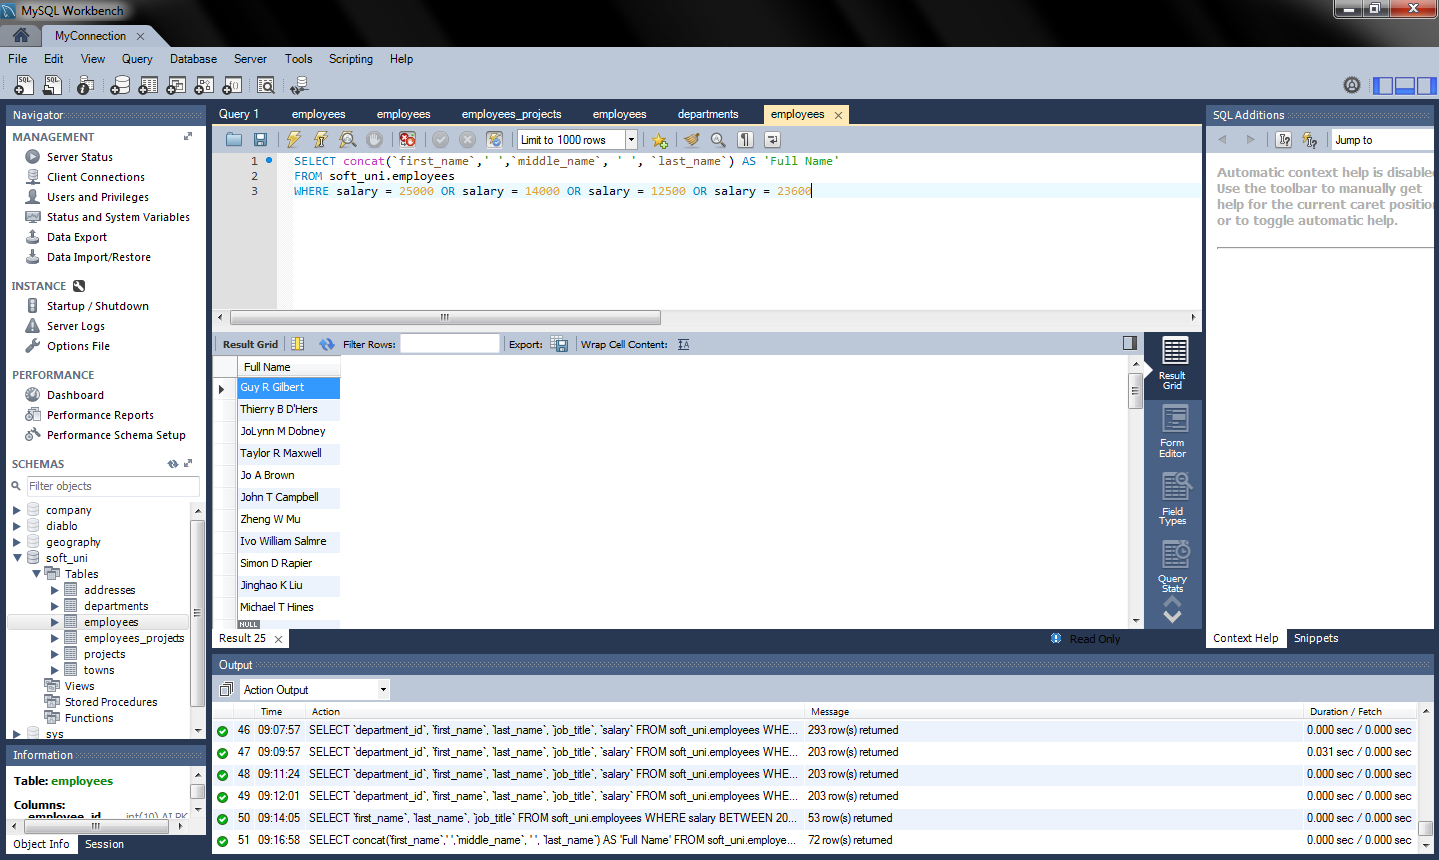 MySQL Workbench
MyConnection
File Edit View Query Database Server Tools Scripting Help
Navigator
MANAGEMENT
Server Status
Client Connections
Users and Privileges
Status and System Variables
Data Export
Data Import/Restore
INSTANCE
Startup / Shutdown
Server Logs
Options File
PERFORMANCE
Dashboard
Performance Reports
Performance Schema Setup
SCHEMAS
Filter objects
company
diablo
geography
soft_uni
Tables
addresses
departments
employees
employees_projects
projects
towns
Views
Stored Procedures
Functions
sys
Information
Table: employees
Columns:
employee_id int(10) AI PK
Object Info Session
Query 1 employees employees employees_projects employees departments employees
Limit to 1000 rows
1 SELECT concat(`first_name`,' ',`middle_name`, ' ', `last_name`) AS 'Full Name'
2 FROM soft_uni.employees
3 WHERE salary = 25000 OR salary = 14000 OR salary = 12500 OR salary = 23600
Result Grid Filter Rows: Export: Wrap Cell Content:
Full Name
Guy R Gilbert
Thierry B D'Hers
JoLynn M Dobney
Taylor R Maxwell
Jo A Brown
John T Campbell
Zheng W Mu
Ivo William Salmre
Simon D Rapier
Jinghao K Liu
Michael T Hines
NULL
Result Grid
Form Editor
Field Types
Query Stats
Result 25
Read Only
SQL Additions
Jump to
Automatic context help is disabled
Use the toolbar to manually get
help for the current caret position
or to toggle automatic help.
Context Help Snippets
Output
Action Output
Time Action Message Duration / Fetch
46 09:07:57 SELECT `department_id`, `first_name`, `last_name`, `job_title`, `salary` FROM soft_uni.employees WHE... 293 row(s) returned 0.000 sec / 0.000 sec
47 09:09:57 SELECT `department_id`, `first_name`, `last_name`, `job_title`, `salary` FROM soft_uni.employees WHE... 203 row(s) returned 0.031 sec / 0.000 sec
48 09:11:24 SELECT `department_id`, `first_name`, `last_name`, `job_title`, `salary` FROM soft_uni.employees WHE... 203 row(s) returned 0.000 sec / 0.000 sec
49 09:12:01 SELECT `department_id`, `first_name`, `last_name`, `job_title`, `salary` FROM soft_uni.employees WHE... 203 row(s) returned 0.000 sec / 0.000 sec
50 09:14:05 SELECT `first_name`, `last_name`, `job_title` FROM soft_uni.employees WHERE salary BETWEEN 20... 53 row(s) returned 0.000 sec / 0.000 sec
51 09:16:58 SELECT concat(`first_name`,' ',`middle_name`, ' ', `last_name`) AS 'Full Name' FROM soft_uni.employe... 72 row(s) returned 0.000 sec / 0.000 sec